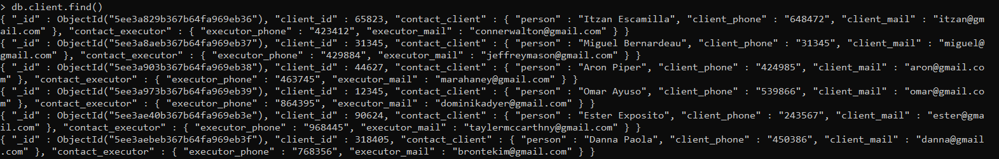 > db.client.find()
{ "_id" : ObjectId("5ee3a829b367b64fa969eb36"), "client_id" : 65823, "contact_client" : { "person" : "Itzan Escamilla", "client_phone" : "648472", "client_mail" : "itzan@gm
ail.com" }, "contact_executor" : { "executor_phone" : "423412", "executor_mail" : "connerwalton@gmail.com" } }
{ "_id" : ObjectId("5ee3a8aeb367b64fa969eb37"), "client_id" : 31345, "contact_client" : { "person" : "Miguel Bernardeau", "client_phone" : "31345", "client_mail" : "miguel@
gmail.com" }, "contact_executor" : { "executor_phone" : "429884", "executor_mail" : "jeffreymason@gmail.com" } }
{ "_id" : ObjectId("5ee3a903b367b64fa969eb38"), "client_id" : 44627, "contact_client" : { "person" : "Aron Piper", "client_phone" : "424985", "client_mail" : "aron@gmail.co
m" }, "contact_executor" : { "executor_phone" : "463745", "executor_mail" : "marahaney@gmail.com" } }
{ "_id" : ObjectId("5ee3a973b367b64fa969eb39"), "client_id" : 12345, "contact_client" : { "person" : "Omar Ayuso", "client_phone" : "539866", "client_mail" : "omar@gmail.co
m" }, "contact_executor" : { "executor_phone" : "864395", "executor_mail" : "dominikadyer@gmail.com" } }
{ "_id" : ObjectId("5ee3ae40b367b64fa969eb3e"), "client_id" : 90624, "contact_client" : { "person" : "Ester Exposito", "client_phone" : "243567", "client_mail" : "ester@gma
il.com" }, "contact_executor" : { "executor_phone" : "968445", "executor_mail" : "taylermccarthny@gmail.com" } }
{ "_id" : ObjectId("5ee3aebeb367b64fa969eb3f"), "client_id" : 318405, "contact_client" : { "person" : "Danna Paola", "client_phone" : "450386", "client_mail" : "danna@gmail
.com" }, "contact_executor" : { "executor_phone" : "768356", "executor_mail" : "brontekim@gmail.com" } }